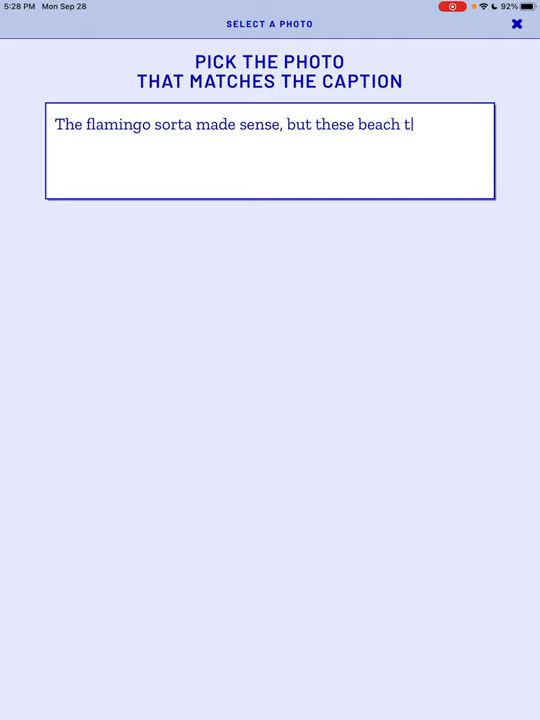 5:28 PM Mon Sep 28
92%
SELECT A PHOTO
PICK THE PHOTO
THAT MATCHES THE CAPTION
The flamingo sorta made sense, but these beach t